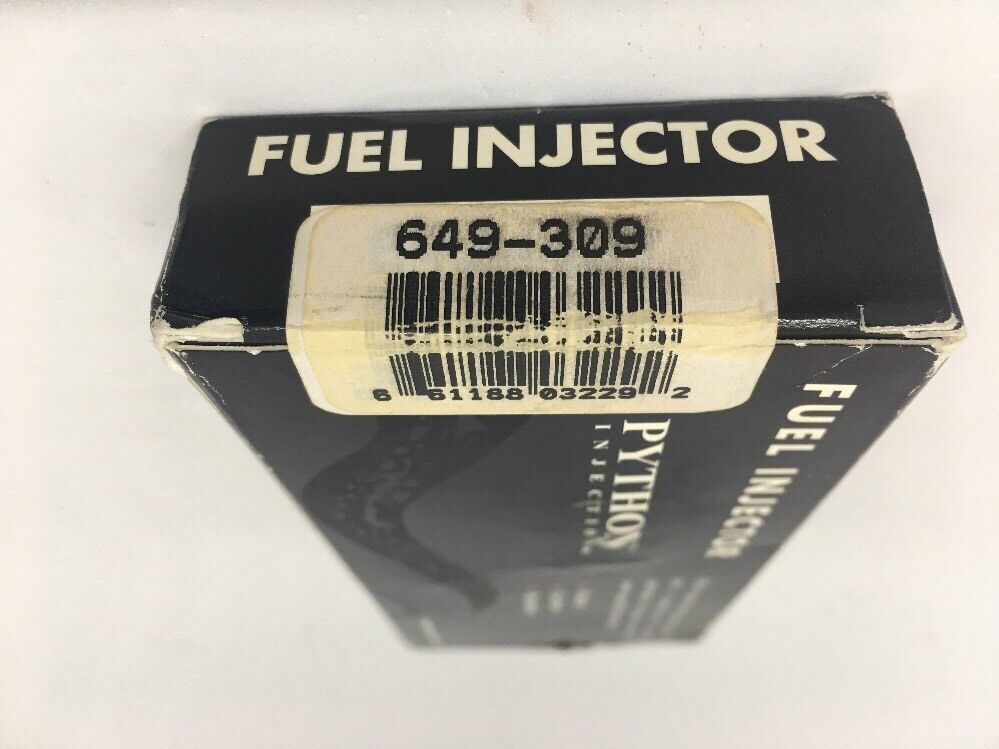 FUEL INJECTOR
649-309
6 61188 03229 2
PYTHON
INJECTION
FUEL INJECTOR